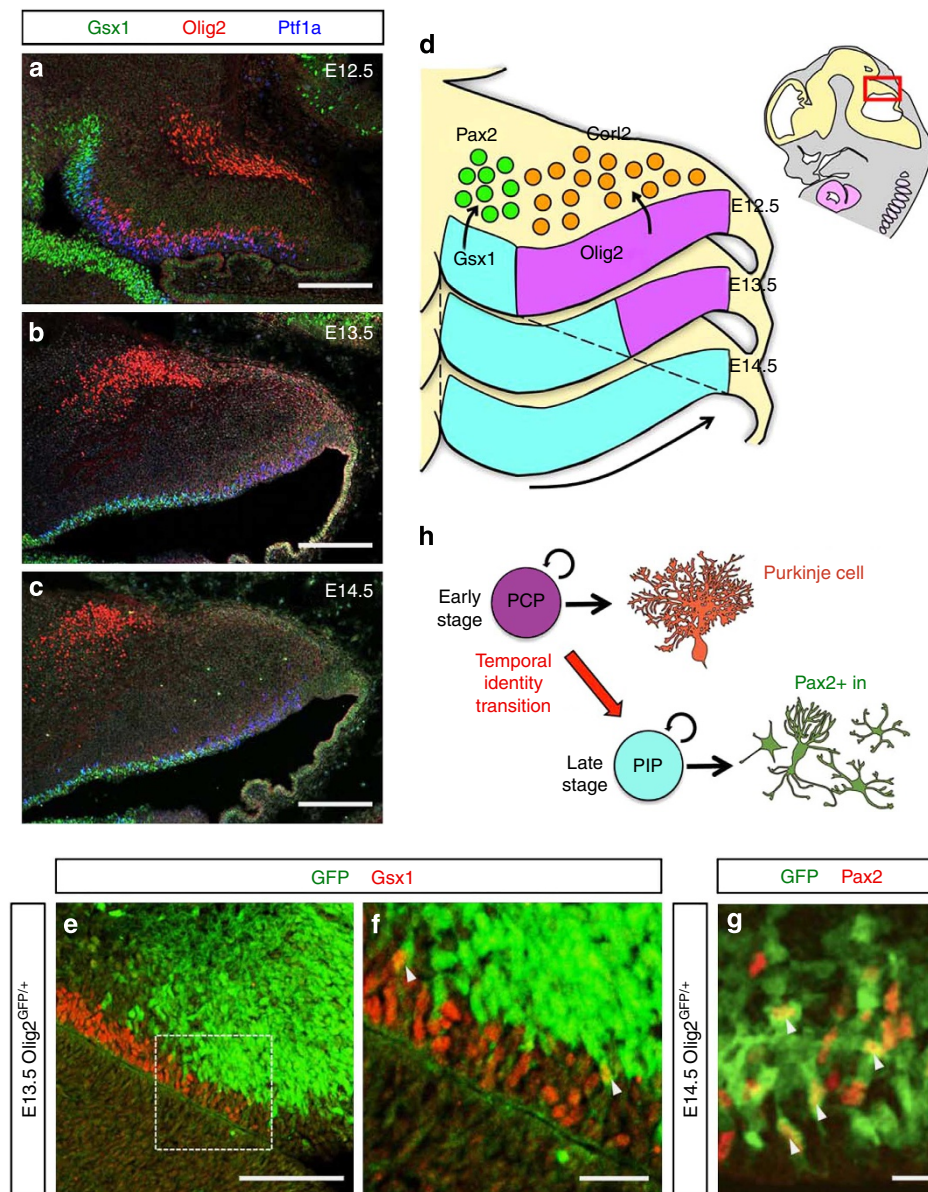 Gsx1 Olig2 Ptf1a
a
E12.5
b
E13.5
c
E14.5
d
Pax2
Corl2
Gsx1
Olig2
E12.5
E13.5
E14.5
h
Early
stage
PCP
Purkinje cell
Temporal
identity
transition
Pax2+ in
Late
stage
PIP
GFP Gsx1
E13.5 Olig2GFP/+
e
f
GFP Pax2
E14.5 Olig2GFP/+
g